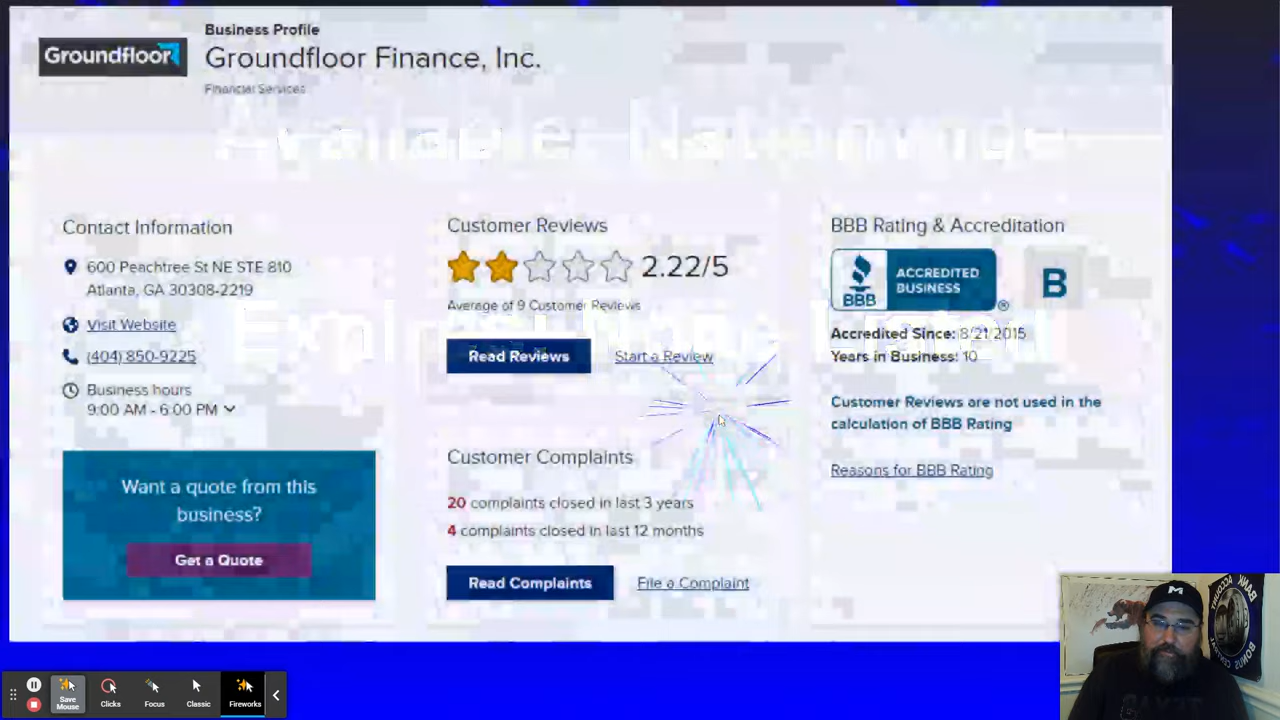 Groundfloor
Business Profile
Groundfloor Finance, Inc.
Financial Services
Available: Nationwide
Contact Information
600 Peachtree St NE STE 810
Atlanta, GA 30308-2219
Visit Website
(404) 850-9225
Business hours
9:00 AM - 6:00 PM
Want a quote from this
business?
Get a Quote
Customer Reviews
2.22/5
Average of 9 Customer Reviews
Read Reviews
Start a Review
Customer Complaints
20 complaints closed in last 3 years
4 complaints closed in last 12 months
Read Complaints
File a Complaint
BBB Rating & Accreditation
BBB
ACCREDITED
BUSINESS
®
B
Accredited Since: 8/21/2015
Years in Business: 10
Customer Reviews are not used in the
calculation of BBB Rating
Reasons for BBB Rating
Save
Mouse
Clicks
Focus
Classic
Fireworks
M
BANK ACCOUNT